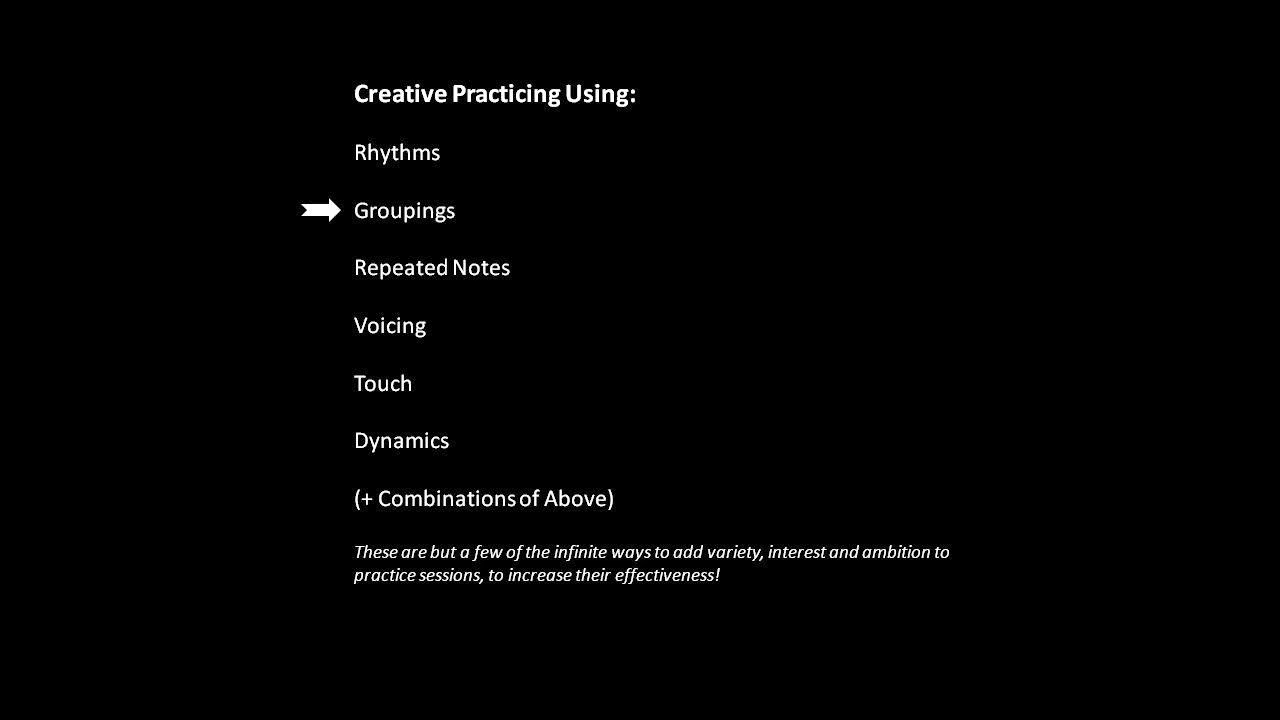 Creative Practicing Using:
Rhythms
Groupings
Repeated Notes
Voicing
Touch
Dynamics
(+ Combinations of Above)
These are but a few of the infinite ways to add variety, interest and ambition to
practice sessions, to increase their effectiveness!